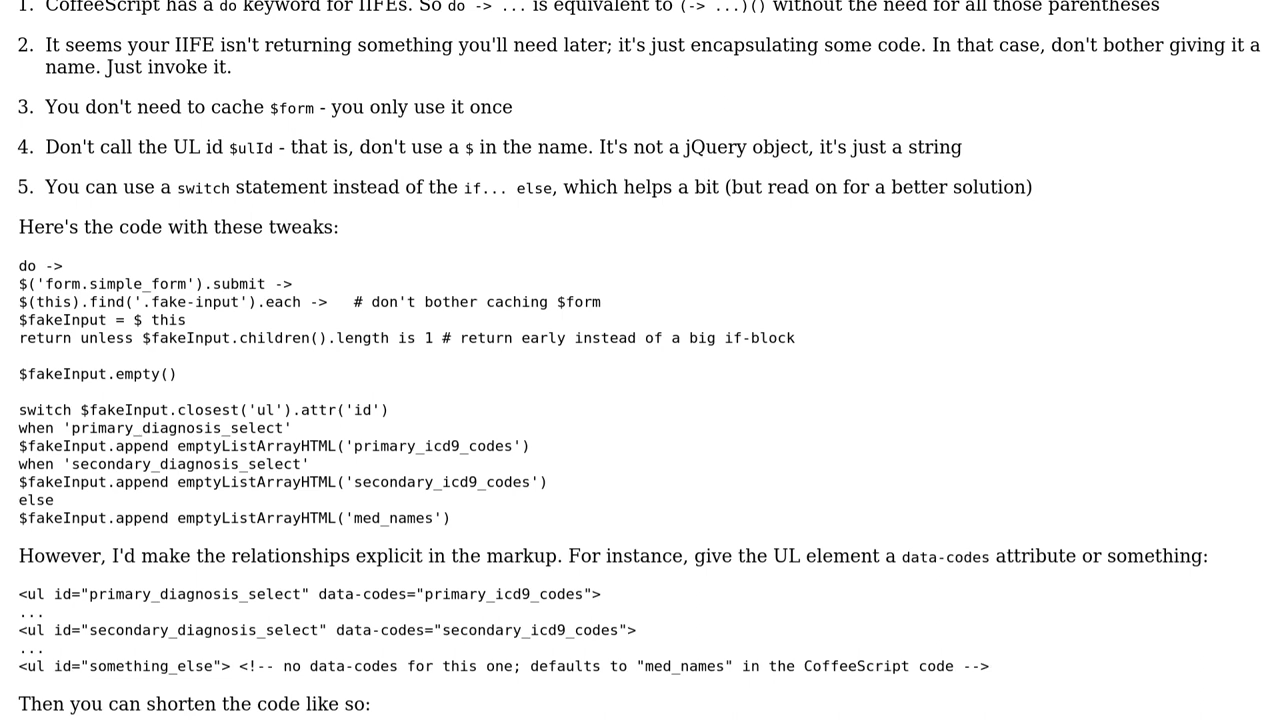 1. CoffeeScript has a do keyword for IIFEs. So do -> ... is equivalent to (-> ...)() without the need for all those parentheses
2. It seems your IIFE isn't returning something you'll need later; it's just encapsulating some code. In that case, don't bother giving it a
name. Just invoke it.
3. You don't need to cache $form - you only use it once
4. Don't call the UL id $ulId - that is, don't use a $ in the name. It's not a jQuery object, it's just a string
5. You can use a switch statement instead of the if... else, which helps a bit (but read on for a better solution)
Here's the code with these tweaks:
do ->
$('form.simple_form').submit ->
$(this).find('.fake-input').each ->   # don't bother caching $form
$fakeInput = $ this
return unless $fakeInput.children().length is 1 # return early instead of a big if-block
$fakeInput.empty()
switch $fakeInput.closest('ul').attr('id')
when 'primary_diagnosis_select'
$fakeInput.append emptyListArrayHTML('primary_icd9_codes')
when 'secondary_diagnosis_select'
$fakeInput.append emptyListArrayHTML('secondary_icd9_codes')
else
$fakeInput.append emptyListArrayHTML('med_names')
However, I'd make the relationships explicit in the markup. For instance, give the UL element a data-codes attribute or something:
<ul id="primary_diagnosis_select" data-codes="primary_icd9_codes">
...
<ul id="secondary_diagnosis_select" data-codes="secondary_icd9_codes">
...
<ul id="something_else"> <!-- no data-codes for this one; defaults to "med_names" in the CoffeeScript code -->
Then you can shorten the code like so: